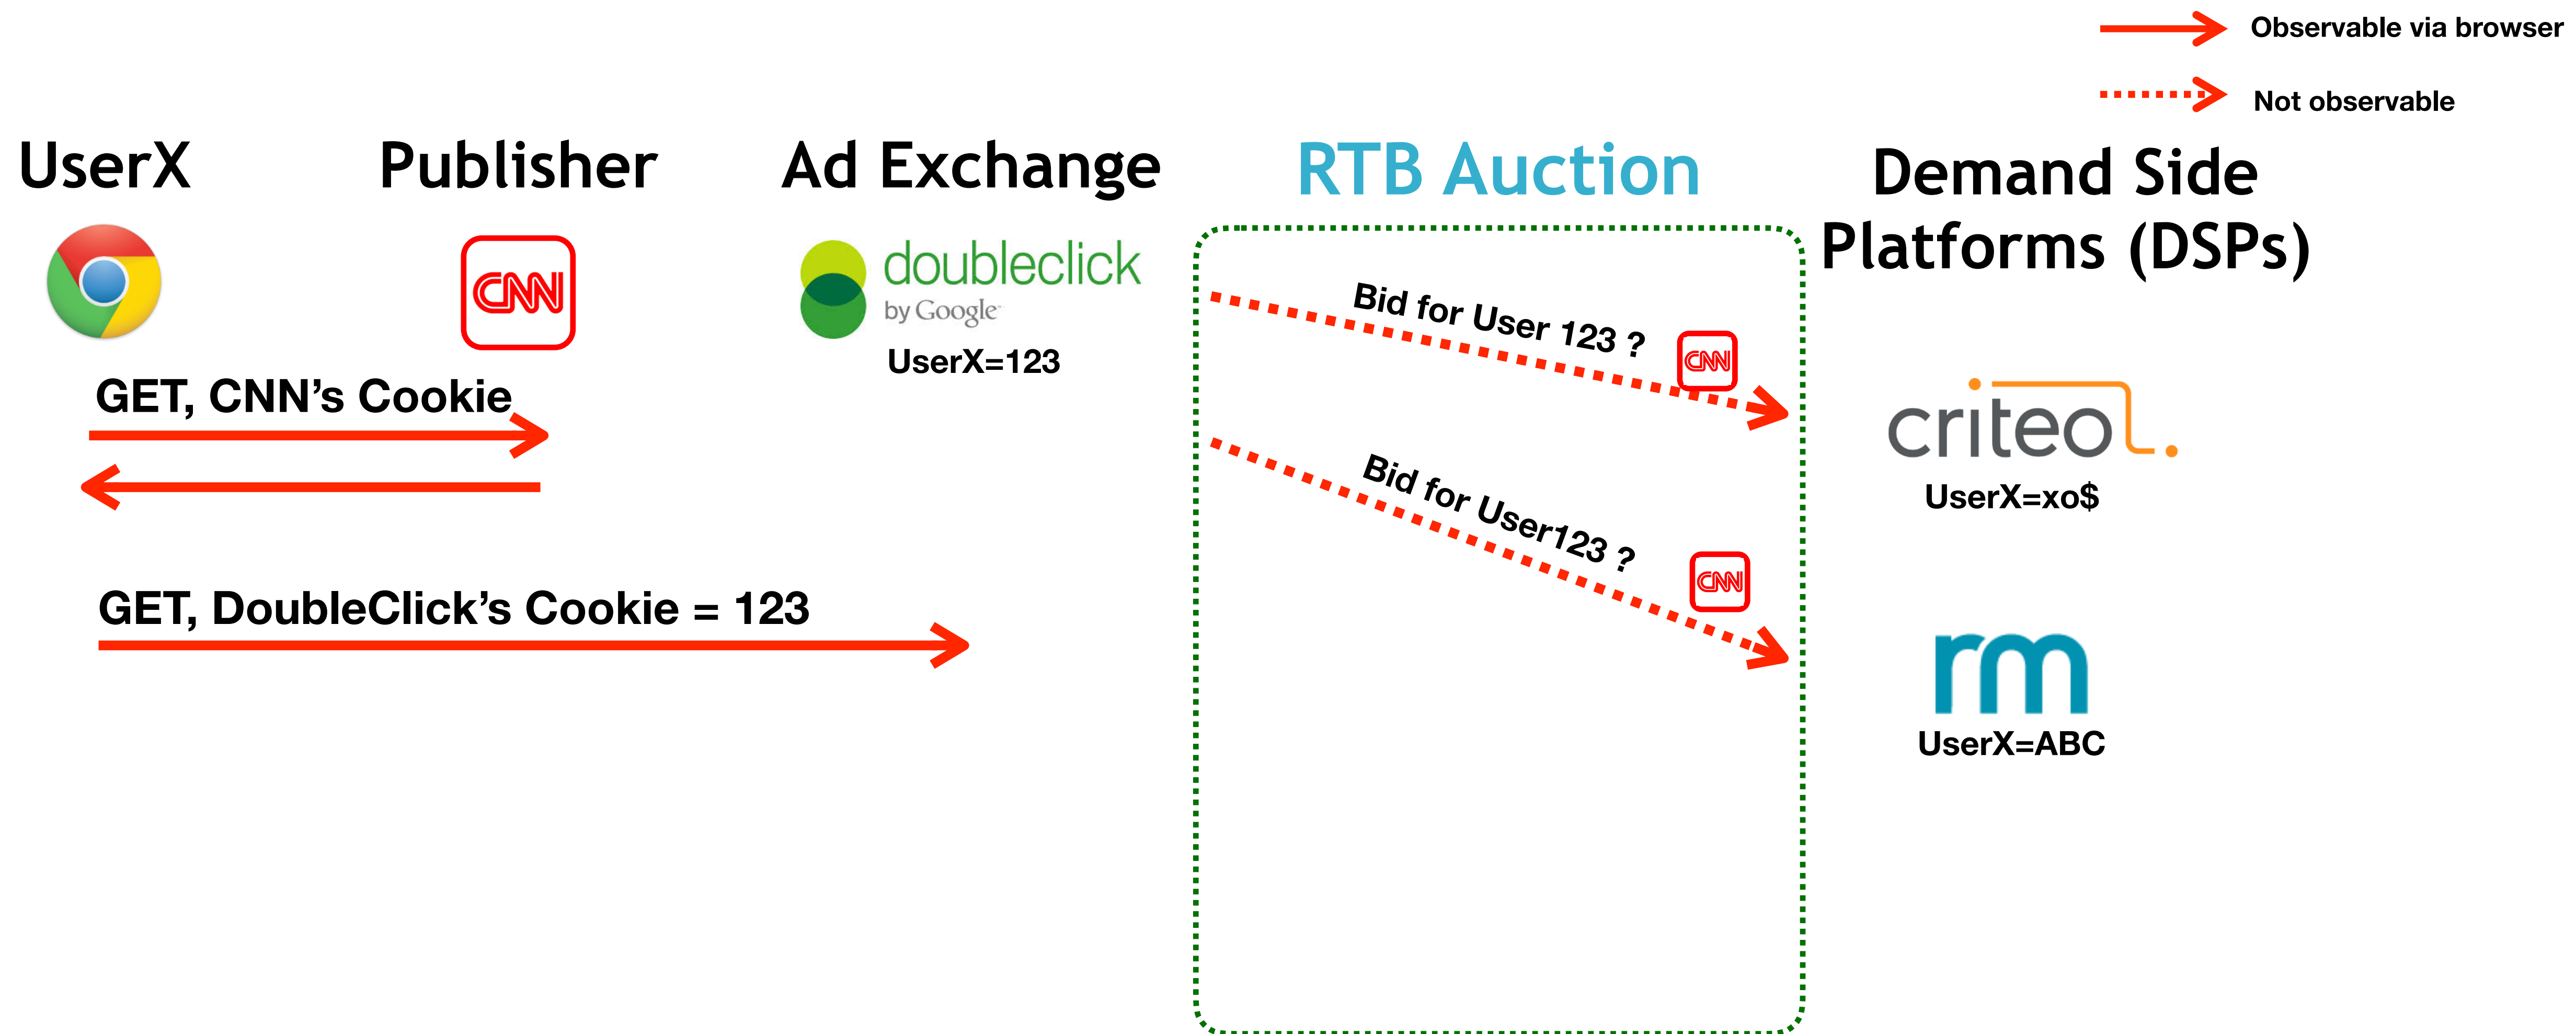 Observable via browser
Not observable
UserX
Publisher
Ad Exchange
RTB Auction
Demand Side
Platforms (DSPs)
CNN
doubleclick
by Google
UserX=123
GET, CNN’s Cookie
GET, DoubleClick’s Cookie = 123
Bid for User 123 ?
CNN
Bid for User123 ?
CNN
criteo
UserX=xo$
rm
UserX=ABC